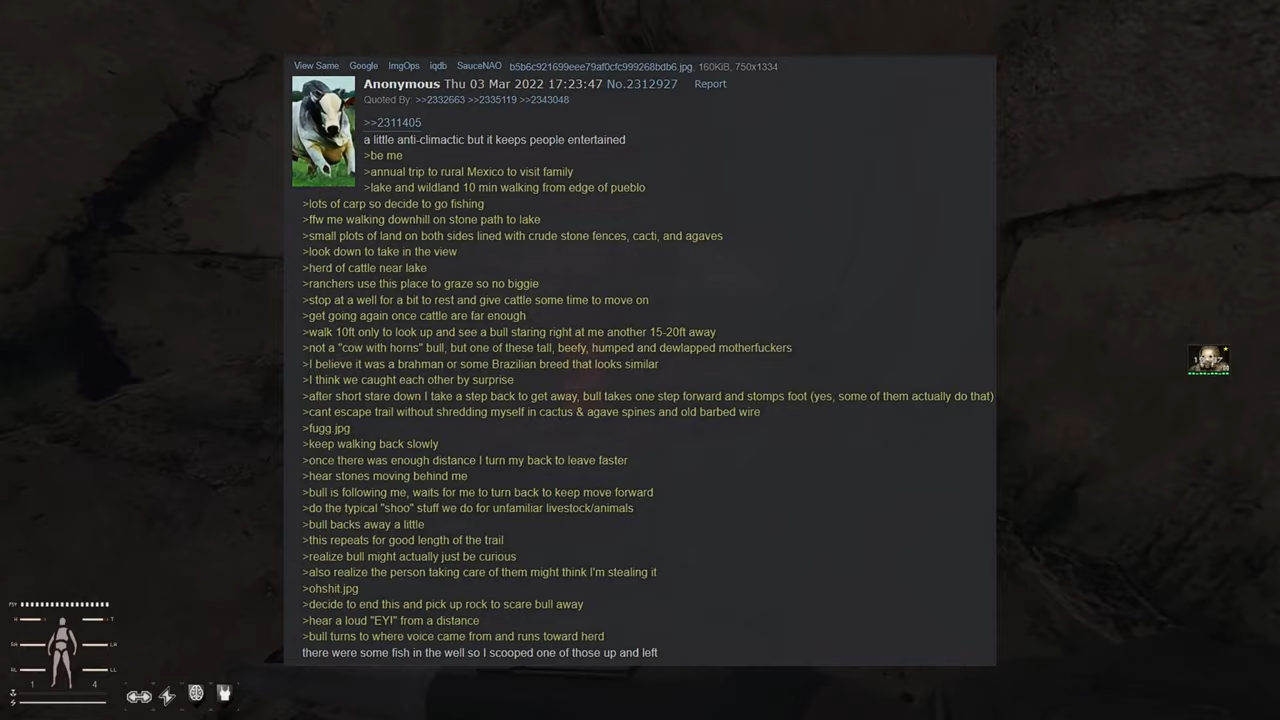 View Same Google ImgOps iqdb SauceNAO b5b6c921699eee79af0cfc999268bdb6.jpg, 160KiB, 750x1334
Anonymous Thu 03 Mar 2022 17:23:47 No.2312927 Report
Quoted By: >>2332663 >>2335119 >>2343048
>>2311405
a little anti-climactic but it keeps people entertained
>be me
>annual trip to rural Mexico to visit family
>lake and wildland 10 min walking from edge of pueblo
>lots of carp so decide to go fishing
>ffw me walking downhill on stone path to lake
>small plots of land on both sides lined with crude stone fences, cacti, and agaves
>look down to take in the view
>herd of cattle near lake
>ranchers use this place to graze so no biggie
>stop at a well for a bit to rest and give cattle some time to move on
>get going again once cattle are far enough
>walk 10ft only to look up and see a bull staring right at me another 15-20ft away
>not a "cow with horns" bull, but one of these tall, beefy, humped and dewlapped motherfuckers
>I believe it was a brahman or some Brazilian breed that looks similar
>I think we caught each other by surprise
>after short stare down I take a step back to get away, bull takes one step forward and stomps foot (yes, some of them actually do that)
>cant escape trail without shredding myself in cactus & agave spines and old barbed wire
>fugg.jpg
>keep walking back slowly
>once there was enough distance I turn my back to leave faster
>hear stones moving behind me
>bull is following me, waits for me to turn back to keep move forward
>do the typical "shoo" stuff we do for unfamiliar livestock/animals
>bull backs away a little
>this repeats for good length of the trail
>realize bull might actually just be curious
>also realize the person taking care of them might think I'm stealing it
>ohshit.jpg
>decide to end this and pick up rock to scare bull away
>hear a loud "EY!" from a distance
>bull turns to where voice came from and runs toward herd
there were some fish in the well so I scooped one of those up and left
H T
RA LA
RL LL
1 4